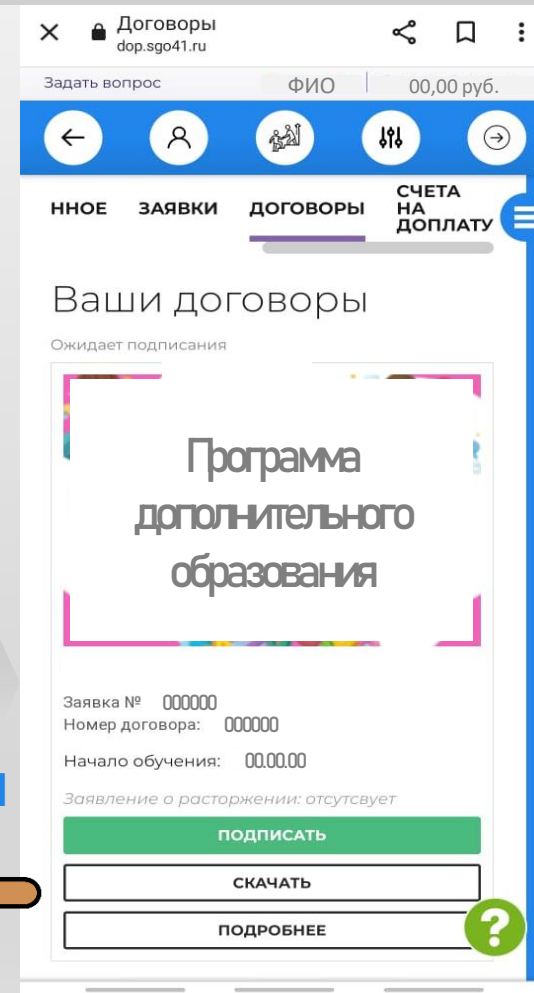 Договоры
dop.sgo41.ru
Задать вопрос ФИО 00,00 руб.
ННОЕ ЗАЯВКИ ДОГОВОРЫ СЧЕТА НА ДОПЛАТУ
Ваши договоры
Ожидает подписания
Программа
дополнительного
образования
Заявка № 000000
Номер договора: 000000
Начало обучения: 00.00.00
Заявление о расторжении: отсутсвует
ПОДПИСАТЬ
СКАЧАТЬ
ПОДРОБНЕЕ
?